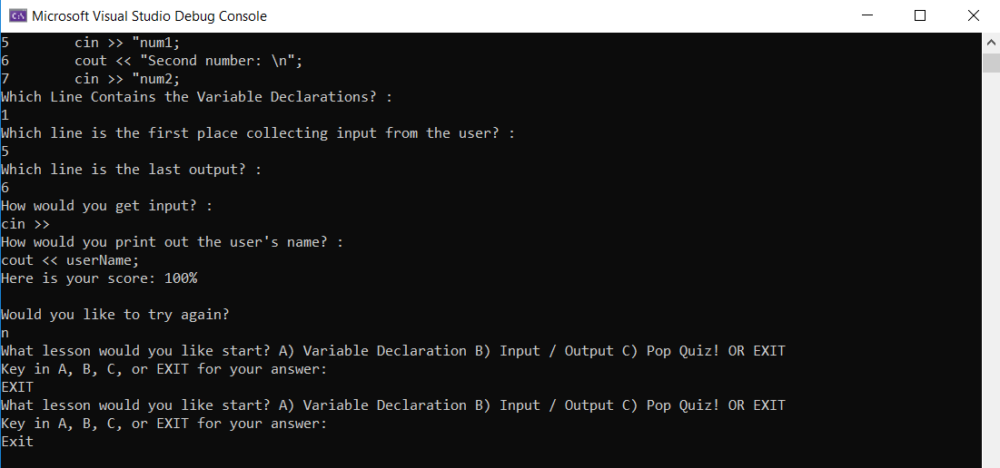 Microsoft Visual Studio Debug Console
5        cin >> "num1;
6        cout << "Second number: \n";
7        cin >> "num2;
Which Line Contains the Variable Declarations? :
1
Which line is the first place collecting input from the user? :
5
Which line is the last output? :
6
How would you get input? :
cin >>
How would you print out the user's name? :
cout << userName;
Here is your score: 100%

Would you like to try again?
n
What lesson would you like start? A) Variable Declaration B) Input / Output C) Pop Quiz! OR EXIT
Key in A, B, C, or EXIT for your answer:
EXIT
What lesson would you like start? A) Variable Declaration B) Input / Output C) Pop Quiz! OR EXIT
Key in A, B, C, or EXIT for your answer:
Exit